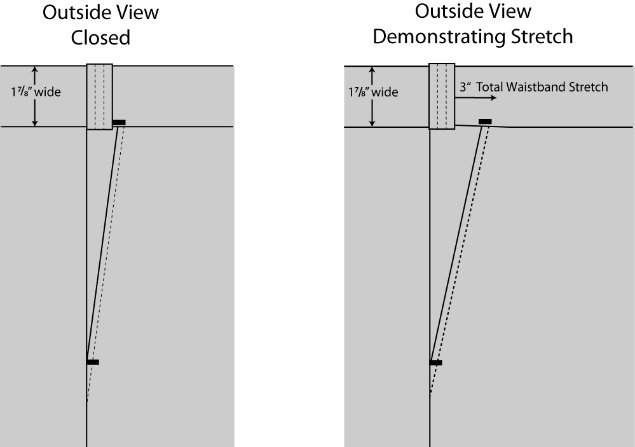 Outside View
Closed
1⅞" wide
Outside View
Demonstrating Stretch
1⅞" wide
3" Total Waistband Stretch